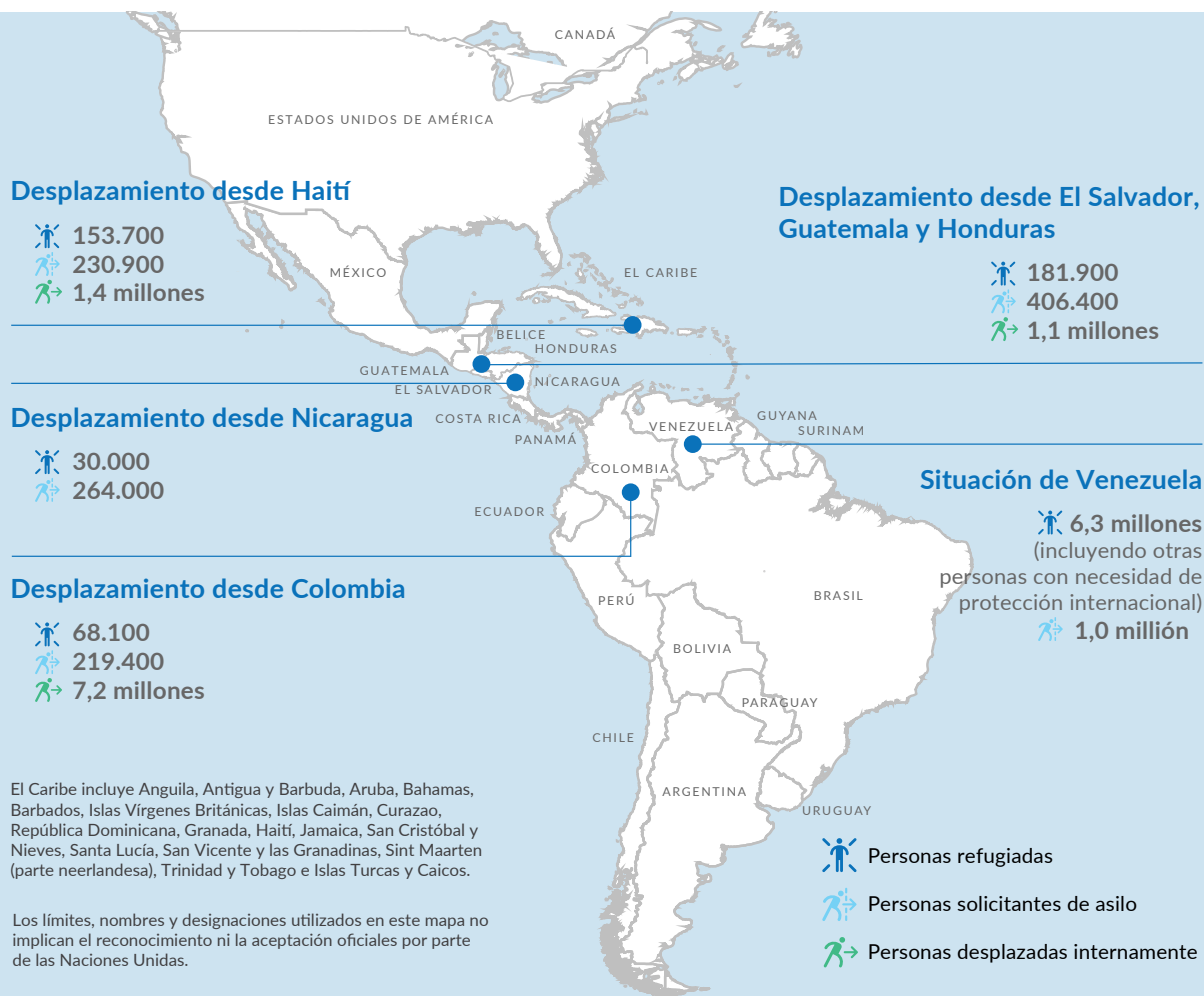 CANADÁ
ESTADOS UNIDOS DE AMÉRICA
Desplazamiento desde Haití
153.700
230.900
1,4 millones
Desplazamiento desde El Salvador,
Guatemala y Honduras
181.900
406.400
1,1 millones
MÉXICO
EL CARIBE
BELICE
HONDURAS
GUATEMALA
EL SALVADOR
NICARAGUA
COSTA RICA
PANAMÁ
Desplazamiento desde Nicaragua
30.000
264.000
VENEZUELA
GUYANA
SURINAM
COLOMBIA
ECUADOR
Situación de Venezuela
6,3 millones
(incluyendo otras
personas con necesidad de
protección internacional)
1,0 millión
Desplazamiento desde Colombia
68.100
219.400
7,2 millones
PERÚ
BRASIL
BOLIVIA
PARAGUAY
CHILE
ARGENTINA
URUGUAY
El Caribe incluye Anguila, Antigua y Barbuda, Aruba, Bahamas,
Barbados, Islas Vírgenes Británicas, Islas Caimán, Curazao,
República Dominicana, Granada, Haití, Jamaica, San Cristóbal y
Nieves, Santa Lucía, San Vicente y las Granadinas, Sint Maarten
(parte neerlandesa), Trinidad y Tobago e Islas Turcas y Caicos.
Los límites, nombres y designaciones utilizados en este mapa no
implican el reconocimiento ni la aceptación oficiales por parte
de las Naciones Unidas.
Personas refugiadas
Personas solicitantes de asilo
Personas desplazadas internamente